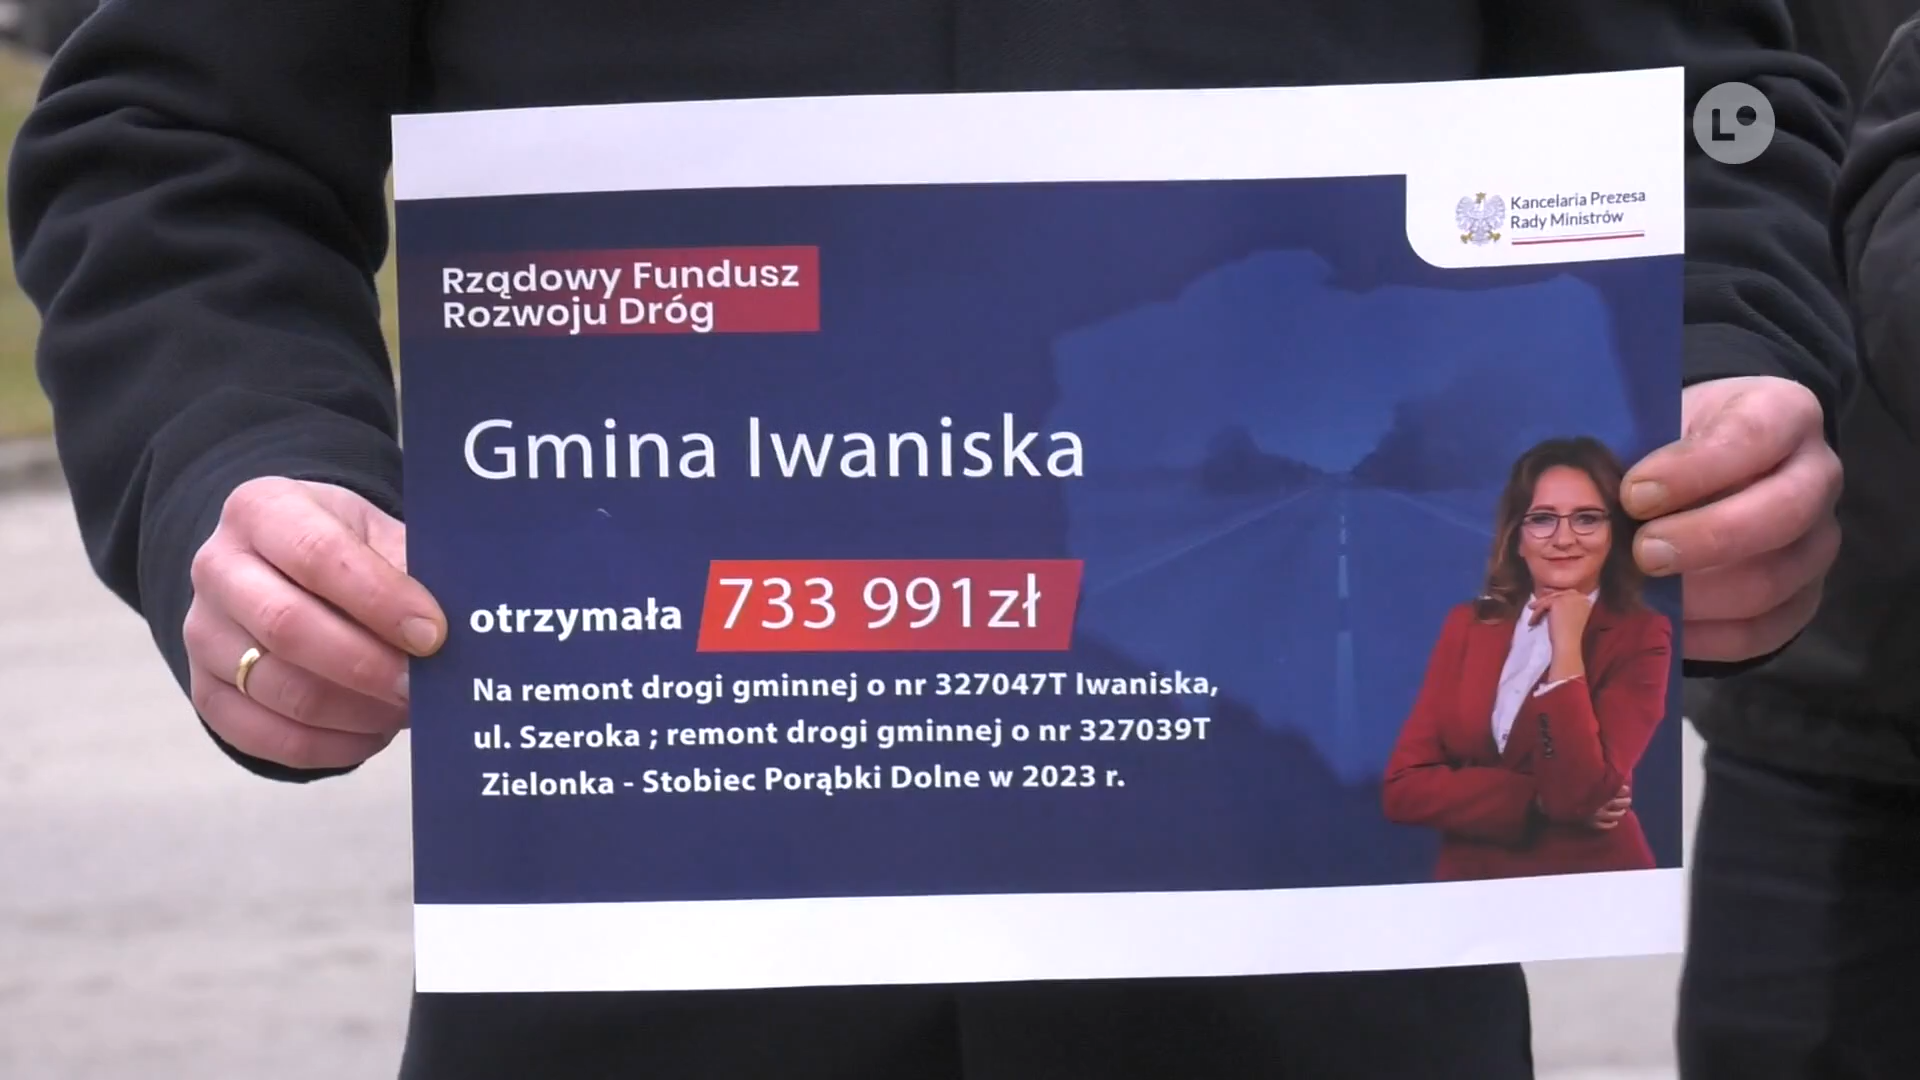 LO
Kancelaria Prezesa
Rady Ministrów
Rządowy Fundusz
Rozwoju Dróg
Gmina Iwaniska
otrzymała 733 991zł
Na remont drogi gminnej o nr 327047T Iwaniska,
ul. Szeroka ; remont drogi gminnej o nr 327039T
Zielonka - Stobiec Porąbki Dolne w 2023 r.